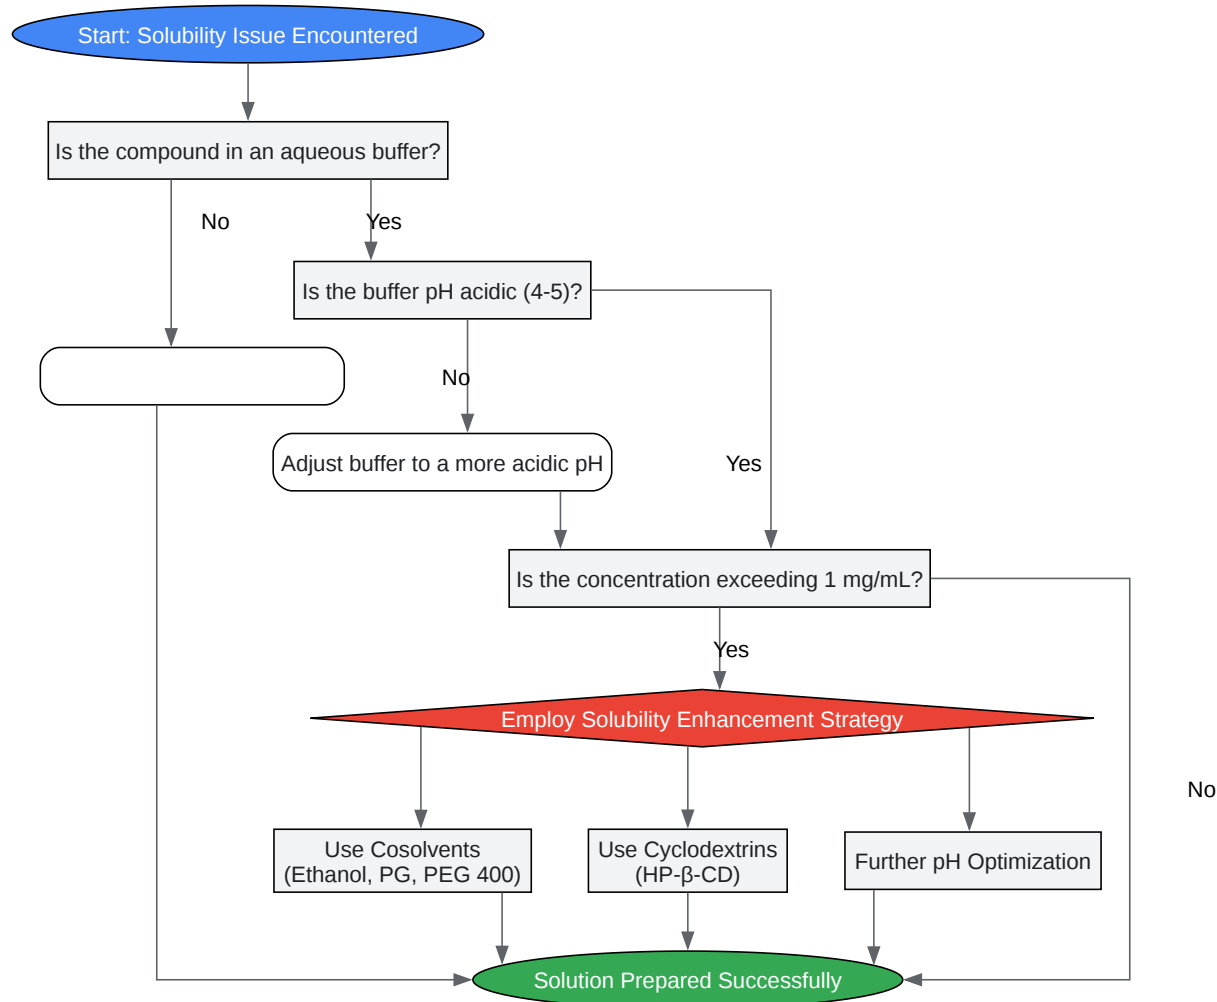 Start: Solubility Issue Encountered
Is the compound in an aqueous buffer?
No
Yes
Is the buffer pH acidic (4-5)?
No
Adjust buffer to a more acidic pH
Yes
Is the concentration exceeding 1 mg/mL?
Yes
Employ Solubility Enhancement Strategy
No
Use Cosolvents
(Ethanol, PG, PEG 400)
Use Cyclodextrins
(HP-β-CD)
Further pH Optimization
Solution Prepared Successfully